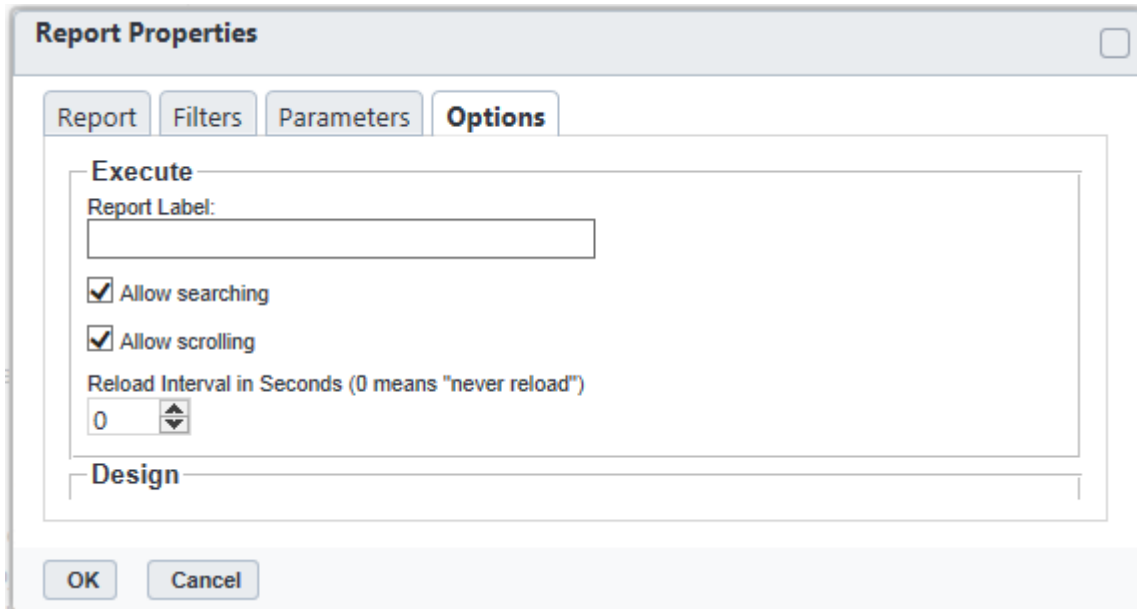 Report Properties
Report Filters Parameters Options
Execute
Report Label:
Allow searching
Allow scrolling
Reload Interval in Seconds (0 means "never reload")
0
Design
OK Cancel